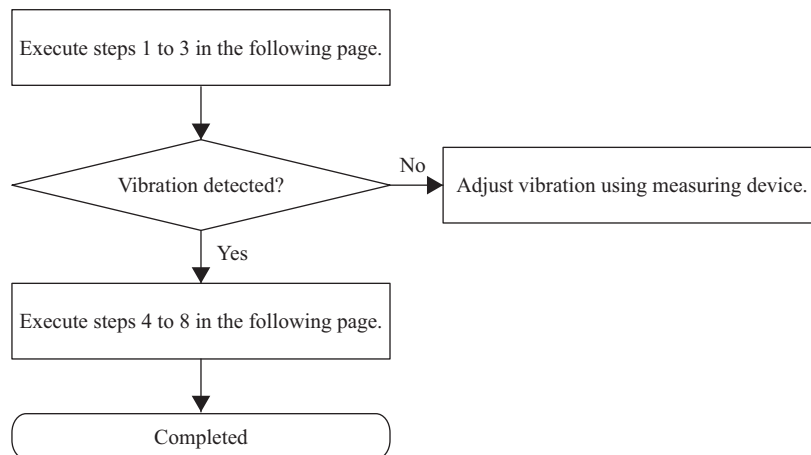 Execute steps 1 to 3 in the following page.
Vibration detected?
No
Adjust vibration using measuring device.
Yes
Execute steps 4 to 8 in the following page.
Completed